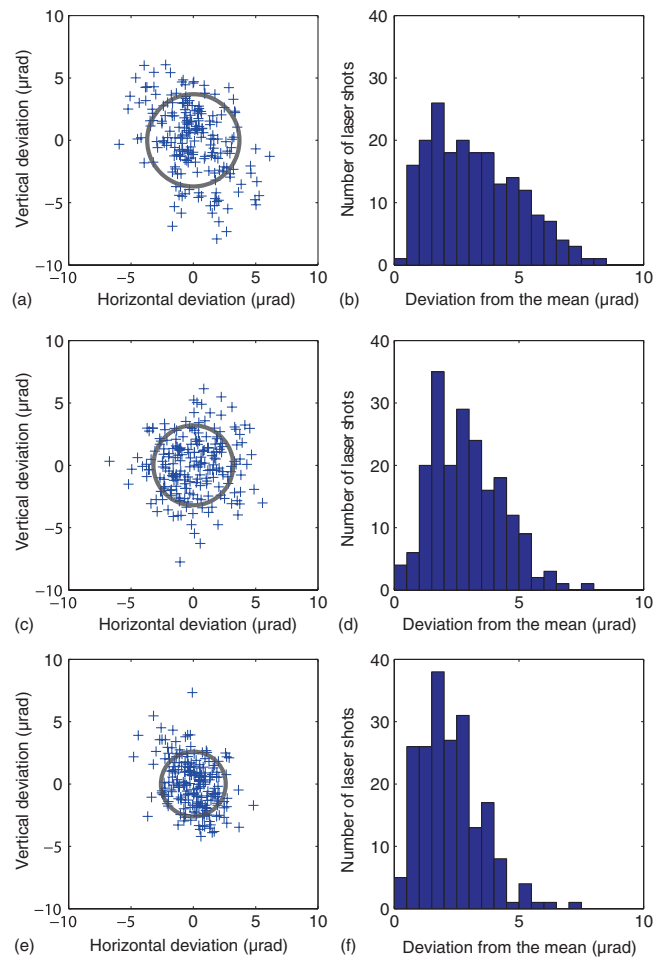 10
5
0
−5
−10
Vertical deviation (µrad)
−10 −5 0 5 10
(a) Horizontal deviation (µrad)
40
30
20
10
0
Number of laser shots
0 5 10
(b) Deviation from the mean (µrad)
10
5
0
−5
−10
Vertical deviation (µrad)
−10 −5 0 5 10
(c) Horizontal deviation (µrad)
40
30
20
10
0
Number of laser shots
0 5 10
(d) Deviation from the mean (µrad)
10
5
0
−5
−10
Vertical deviation (µrad)
−10 −5 0 5 10
(e) Horizontal deviation (µrad)
40
30
20
10
0
Number of laser shots
0 5 10
(f) Deviation from the mean (µrad)